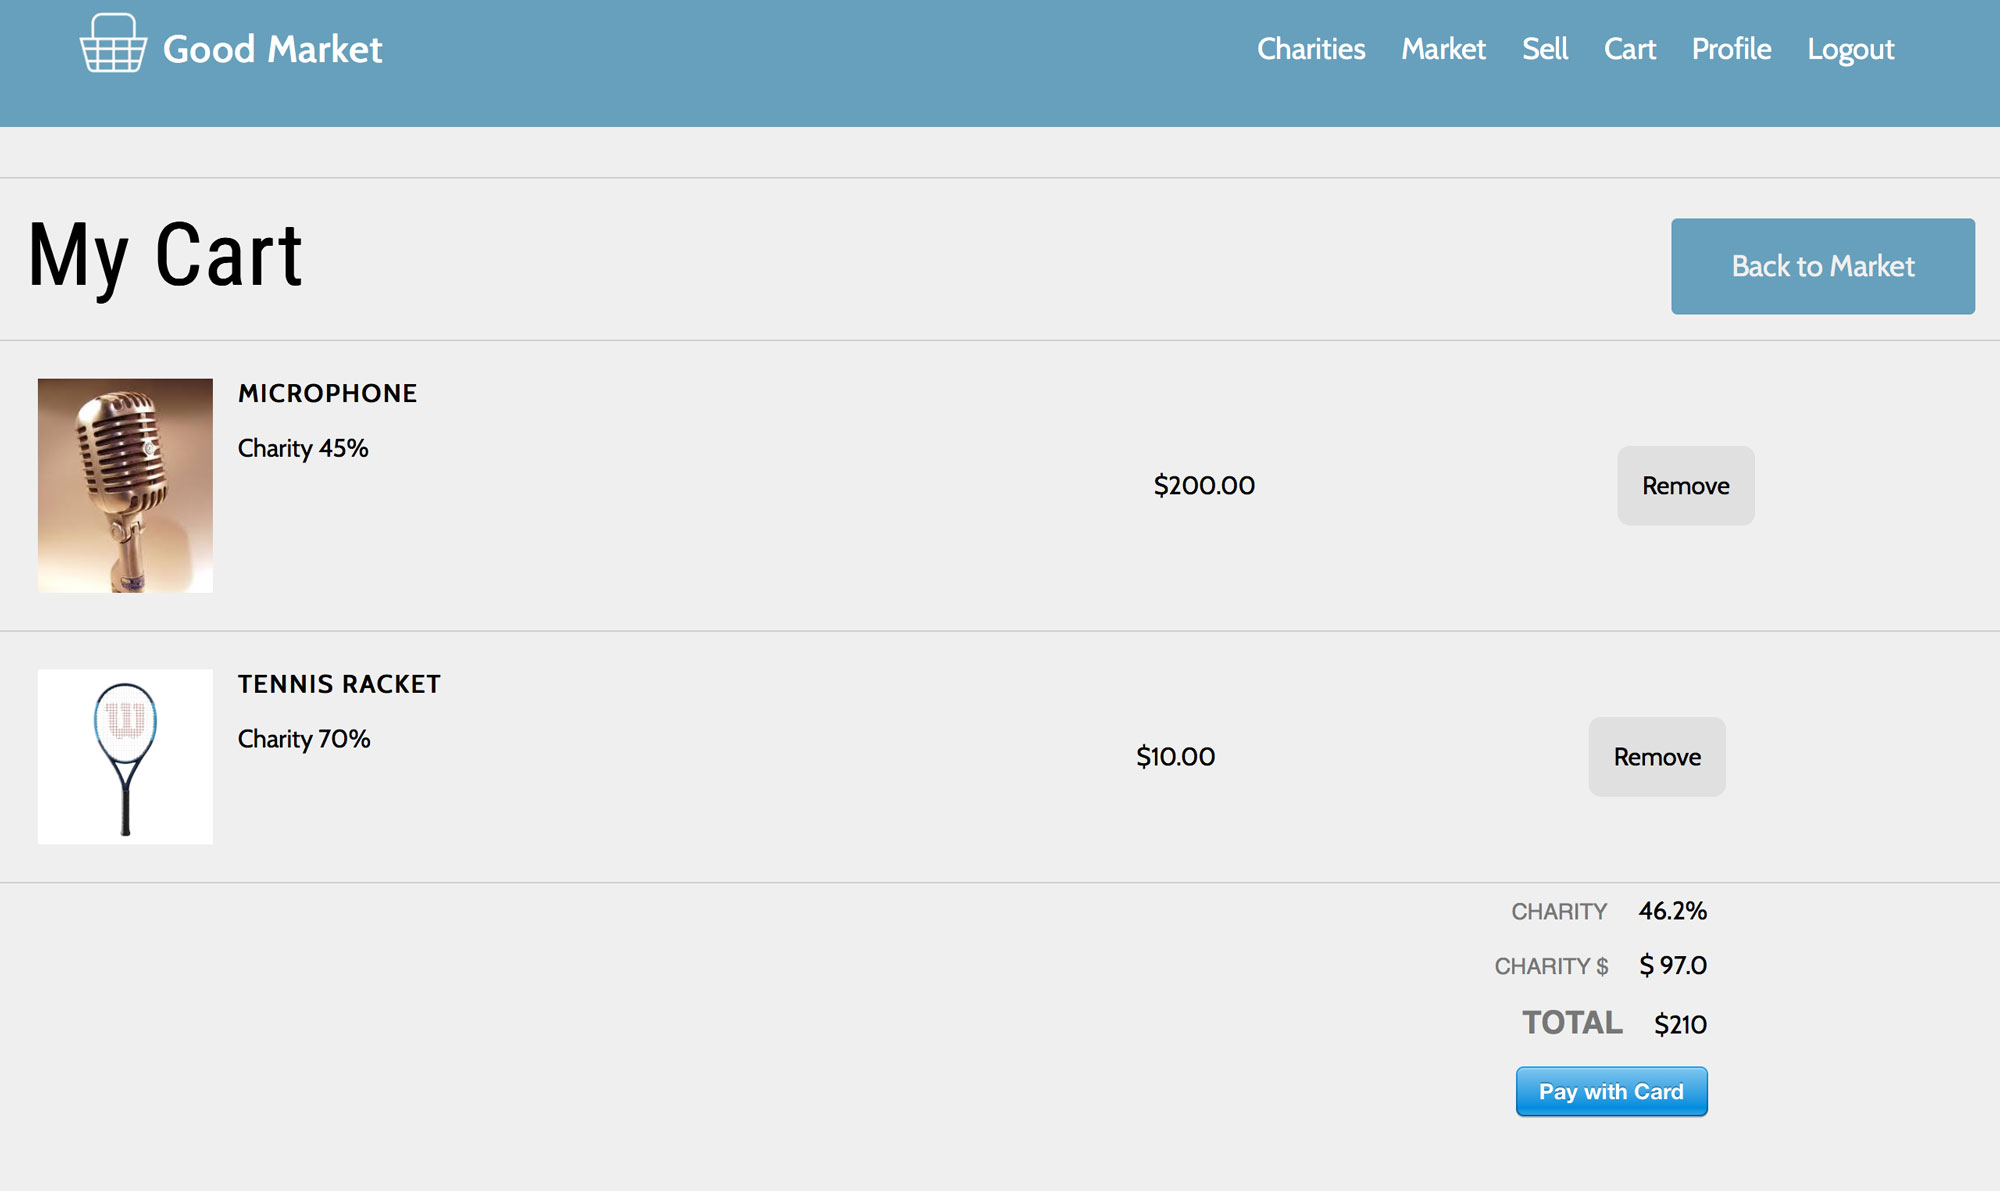 Good Market
Charities Market Sell Cart Profile Logout
My Cart
Back to Market
MICROPHONE
Charity 45%
$200.00
Remove
TENNIS RACKET
Charity 70%
$10.00
Remove
CHARITY 46.2%
CHARITY $ $ 97.0
TOTAL $210
Pay with Card